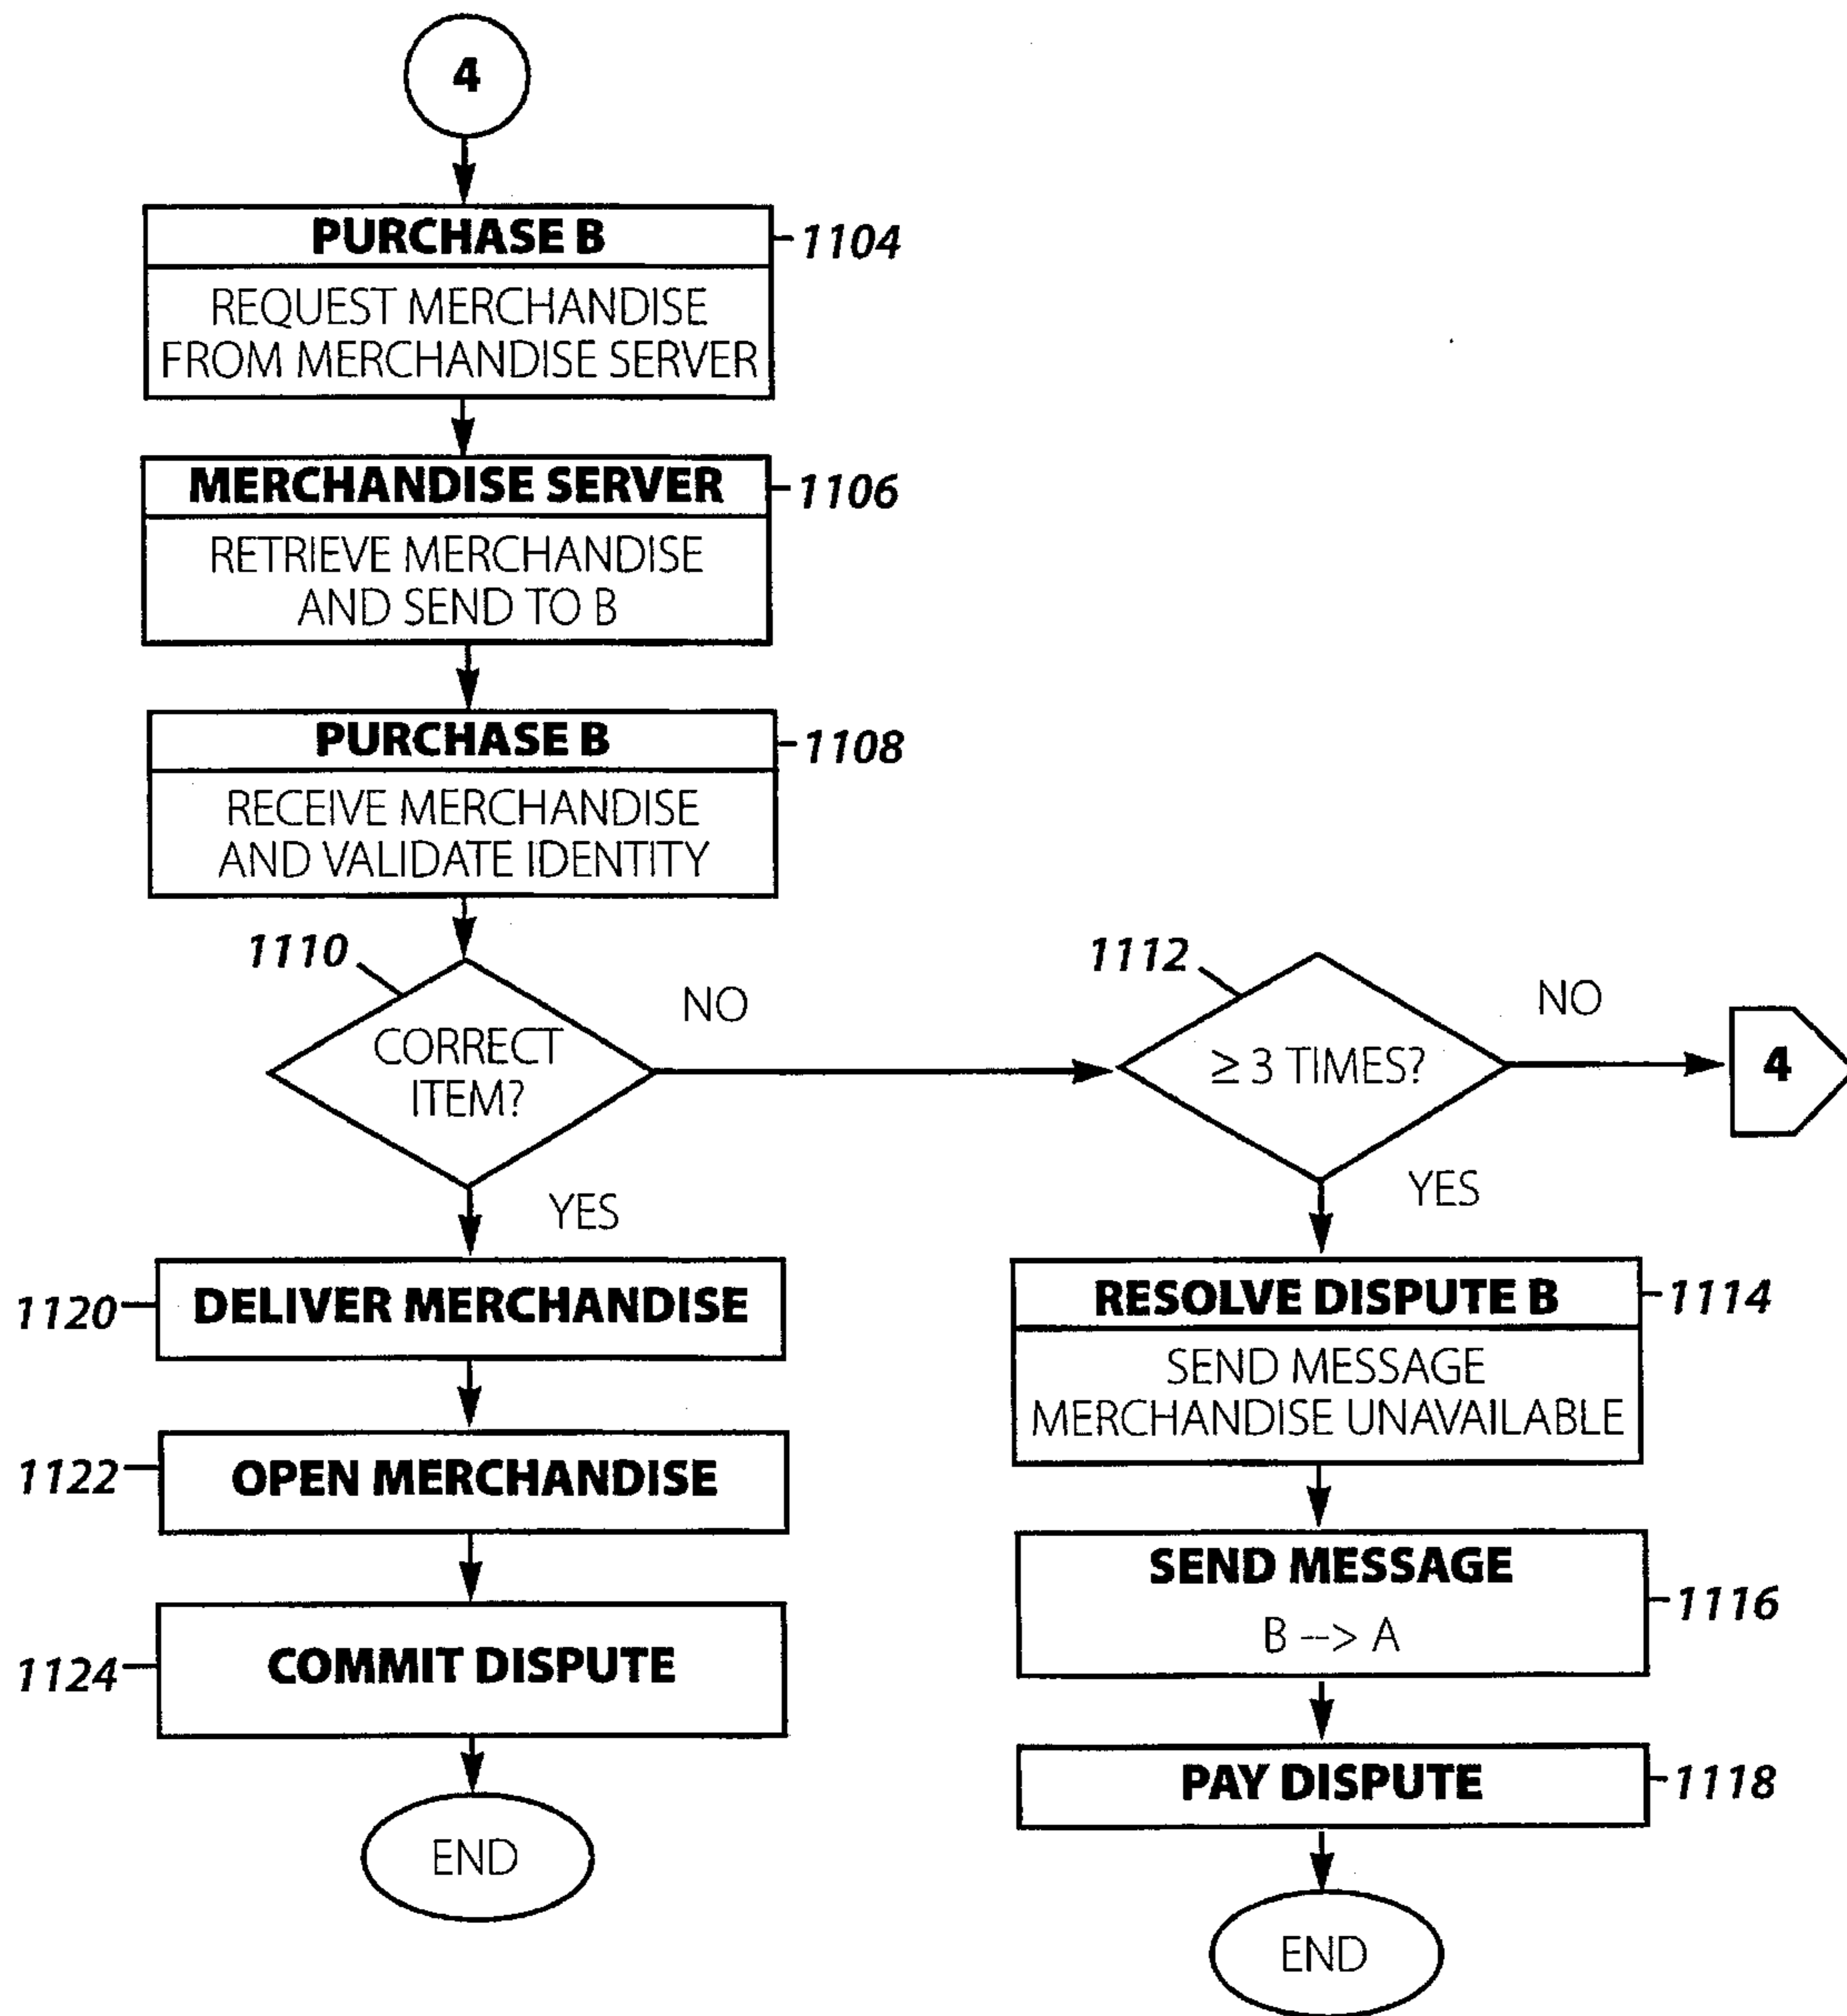 4
PURCHASE B
1104
REQUEST MERCHANDISE
FROM MERCHANDISE SERVER
MERCHANDISE SERVER
1106
RETRIEVE MERCHANDISE
AND SEND TO B
PURCHASE B
1108
RECEIVE MERCHANDISE
AND VALIDATE IDENTITY
1110
CORRECT
ITEM?
NO
1112
≥ 3 TIMES?
NO
4
YES
YES
1120
DELIVER MERCHANDISE
1122
OPEN MERCHANDISE
1124
COMMIT DISPUTE
END
RESOLVE DISPUTE B
1114
SEND MESSAGE
MERCHANDISE UNAVAILABLE
SEND MESSAGE
1116
B --> A
PAY DISPUTE
1118
END